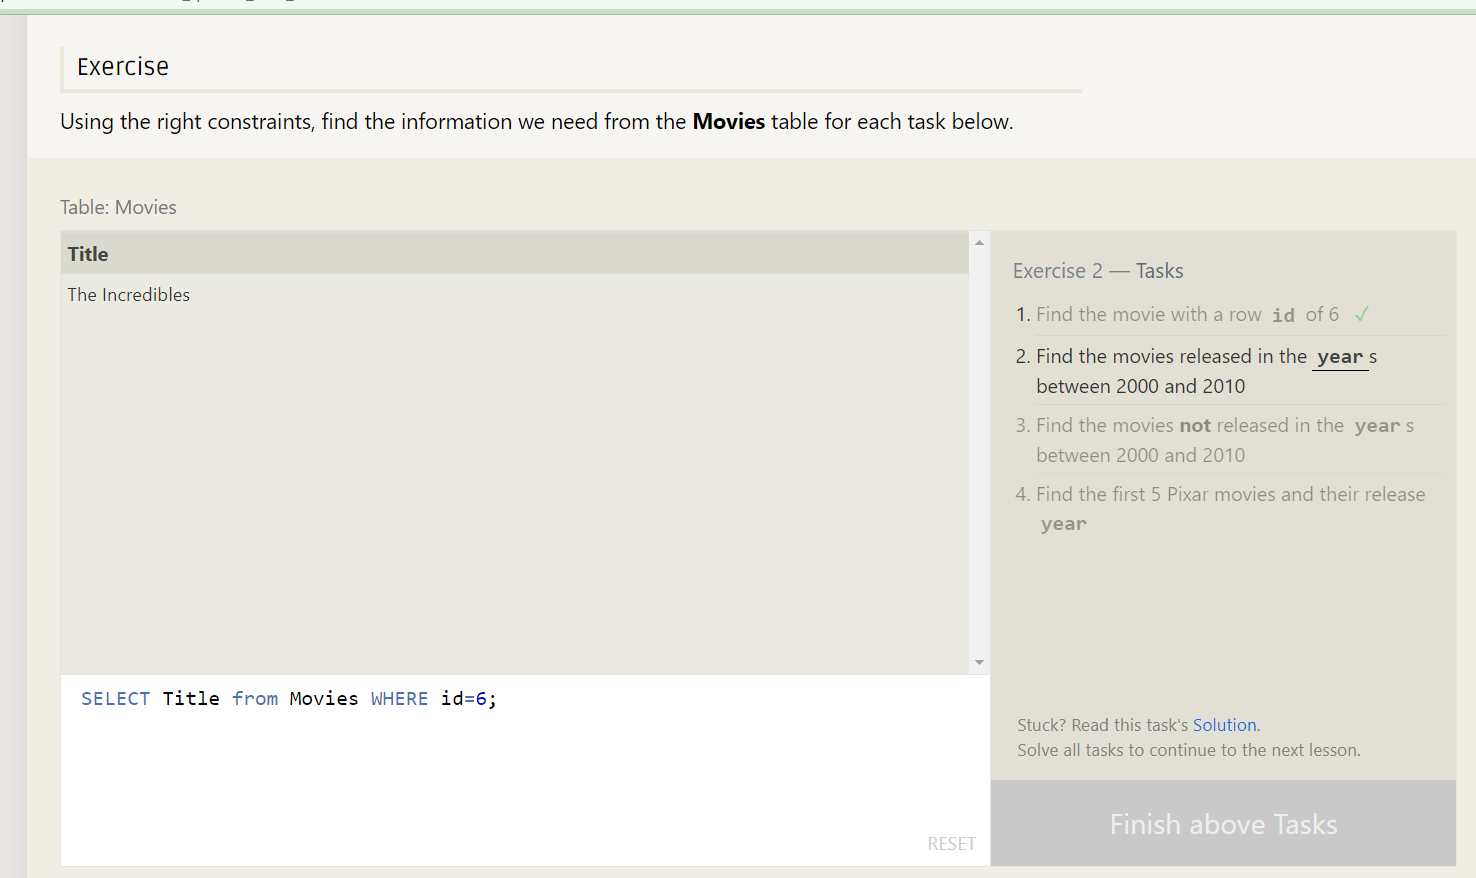 Exercise
Using the right constraints, find the information we need from the Movies table for each task below.
Table: Movies
Title
The Incredibles
SELECT Title from Movies WHERE id=6;
RESET
Exercise 2 — Tasks
1. Find the movie with a row id of 6 ✓
2. Find the movies released in the year s
between 2000 and 2010
3. Find the movies not released in the year s
between 2000 and 2010
4. Find the first 5 Pixar movies and their release
year
Stuck? Read this task's Solution.
Solve all tasks to continue to the next lesson.
Finish above Tasks